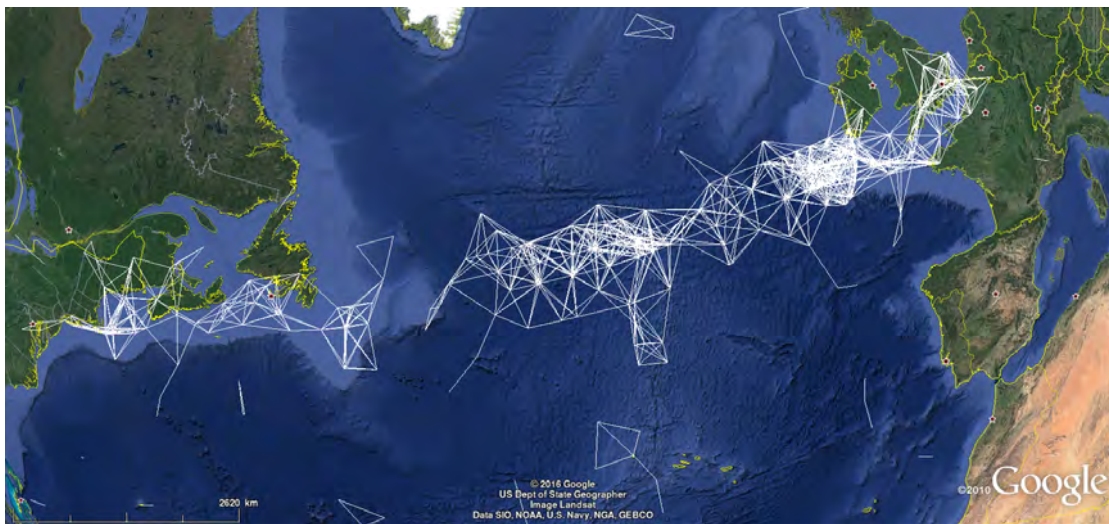 2620 km
© 2016 Google
US Dept of State Geographer
Image Landsat
Data SIO, NOAA, U.S. Navy, NGA, GEBCO
©2010 Google